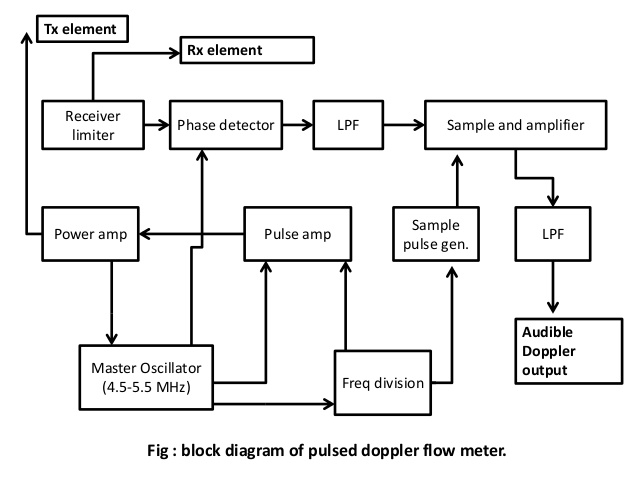 Tx element
Rx element
Receiver
limiter
Phase detector
LPF
Sample and amplifier
Power amp
Pulse amp
Sample
pulse gen.
LPF
Master Oscillator
(4.5-5.5 MHz)
Freq division
Audible
Doppler
output
Fig : block diagram of pulsed doppler flow meter.